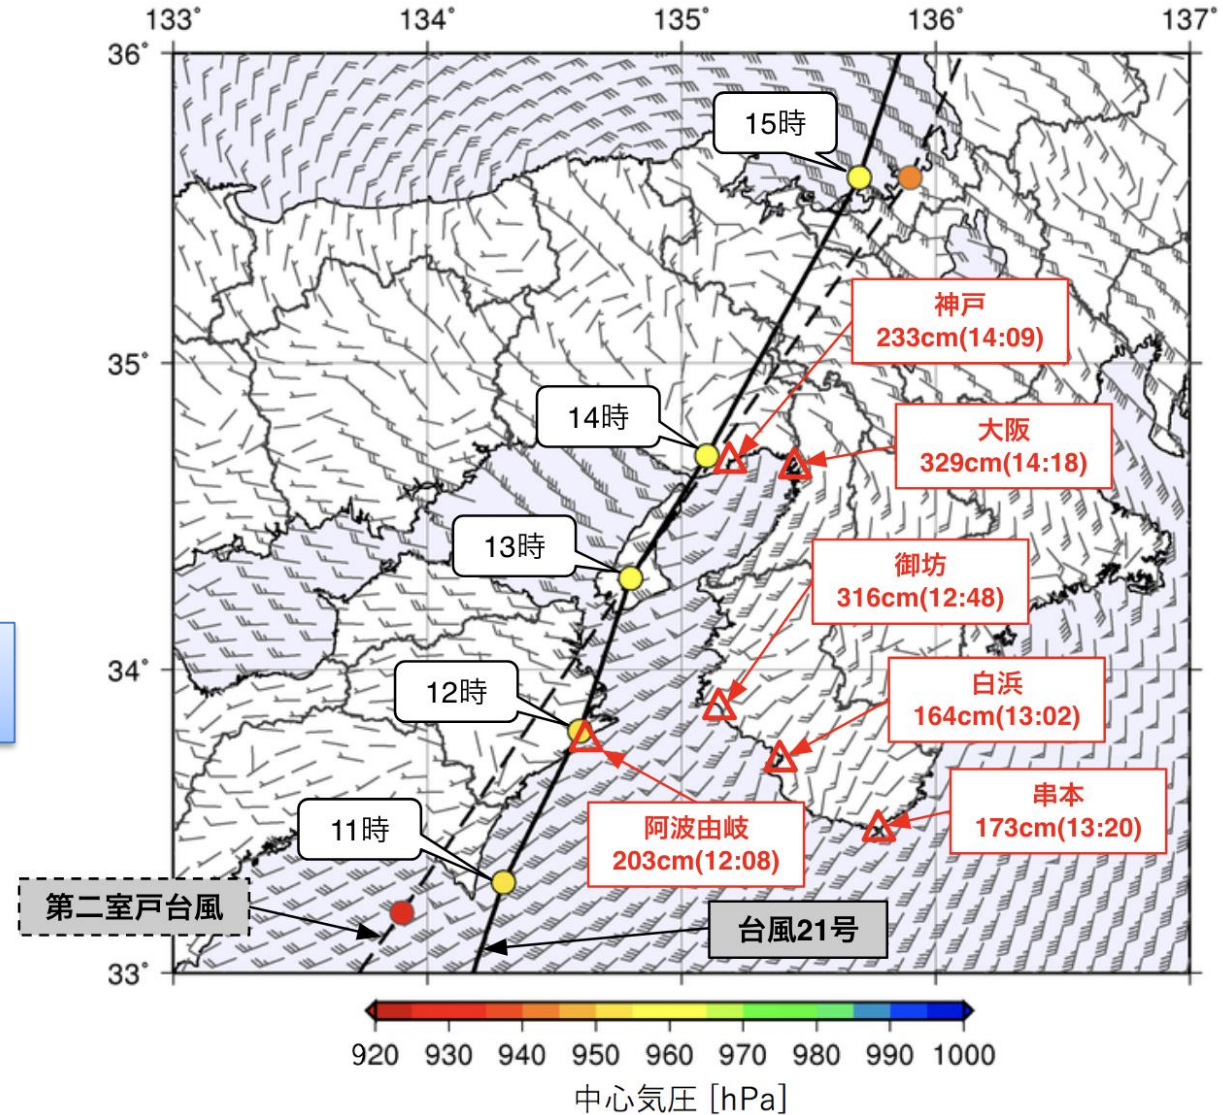 133° 134° 135° 136° 137°
36°
15時
神戸
233cm(14:09)
35°
14時
大阪
329cm(14:18)
13時
御坊
316cm(12:48)
34°
12時
白浜
164cm(13:02)
11時
阿波由岐
203cm(12:08)
串本
173cm(13:20)
第二室戸台風
台風21号
33°
920 930 940 950 960 970 980 990 1000
中心気圧 [hPa]